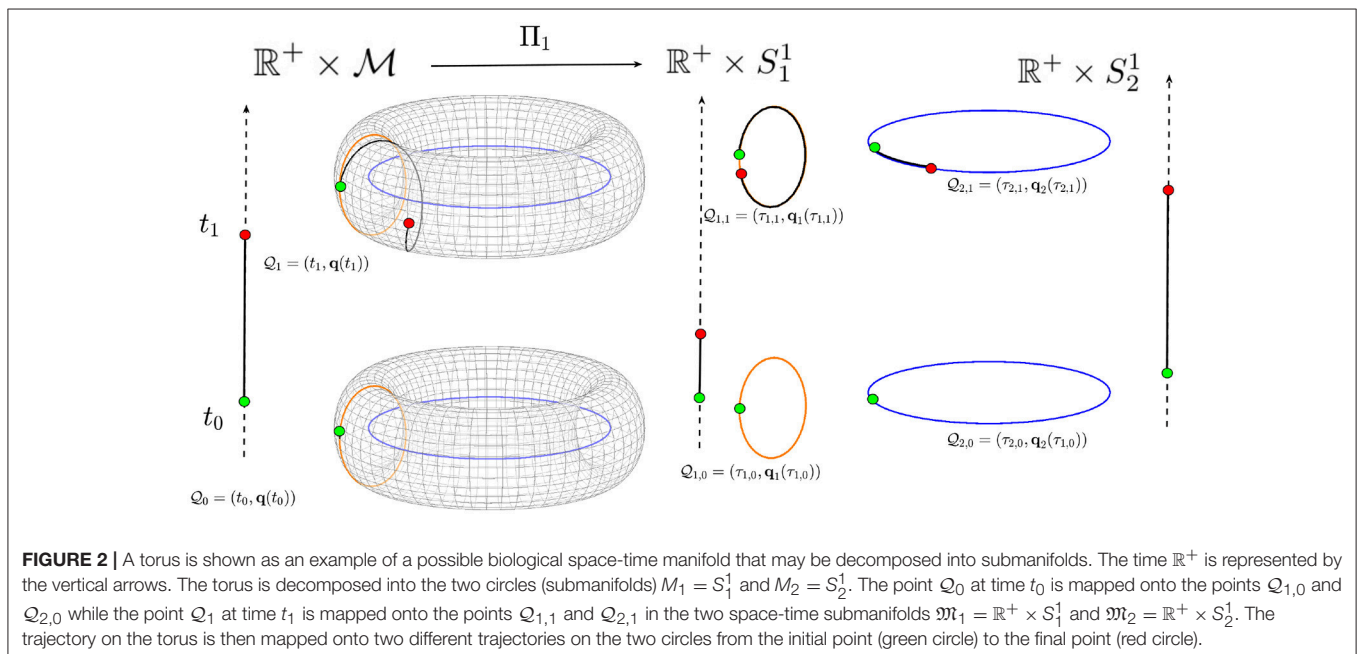 ℝ⁺ × ℳ
Π₁
ℝ⁺ × S₁¹
ℝ⁺ × S₂¹
t₁
𝒬₁ = (t₁, 𝐪(t₁))
𝒬₁,₁ = (τ₁,₁, 𝐪₁(τ₁,₁))
𝒬₂,₁ = (τ₂,₁, 𝐪₂(τ₂,₁))
t₀
𝒬₀ = (t₀, 𝐪(t₀))
𝒬₁,₀ = (τ₁,₀, 𝐪₁(τ₁,₀))
𝒬₂,₀ = (τ₂,₀, 𝐪₂(τ₁,₀))
FIGURE 2 | A torus is shown as an example of a possible biological space-time manifold that may be decomposed into submanifolds. The time ℝ⁺ is represented by
the vertical arrows. The torus is decomposed into the two circles (submanifolds) M₁ = S₁¹ and M₂ = S₂¹. The point 𝒬₀ at time t₀ is mapped onto the points 𝒬₁,₀ and
𝒬₂,₀ while the point 𝒬₁ at time t₁ is mapped onto the points 𝒬₁,₁ and 𝒬₂,₁ in the two space-time submanifolds 𝔐₁ = ℝ⁺ × S₁¹ and 𝔐₂ = ℝ⁺ × S₂¹. The
trajectory on the torus is then mapped onto two different trajectories on the two circles from the initial point (green circle) to the final point (red circle).